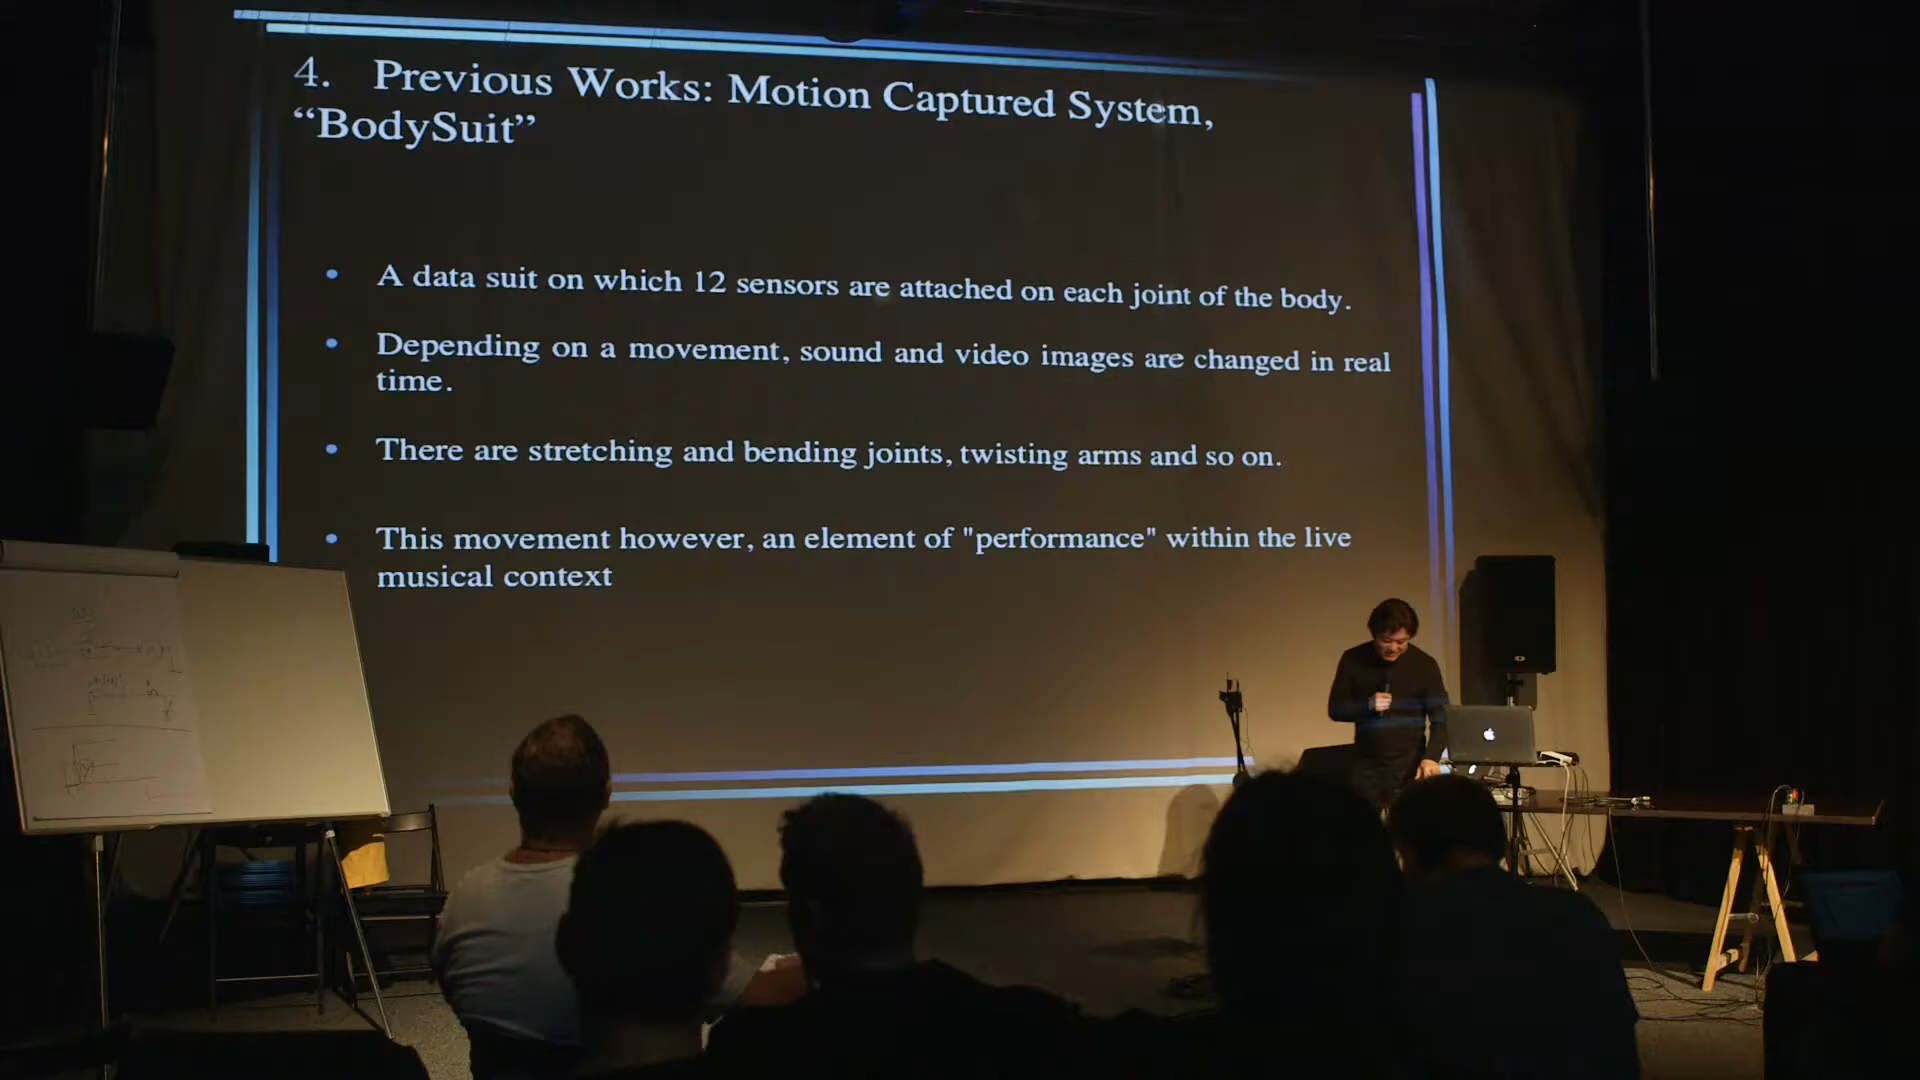 4. Previous Works: Motion Captured System,
“BodySuit”
• A data suit on which 12 sensors are attached on each joint of the body.
• Depending on a movement, sound and video images are changed in real
time.
• There are stretching and bending joints, twisting arms and so on.
• This movement however, an element of "performance" within the live
musical context